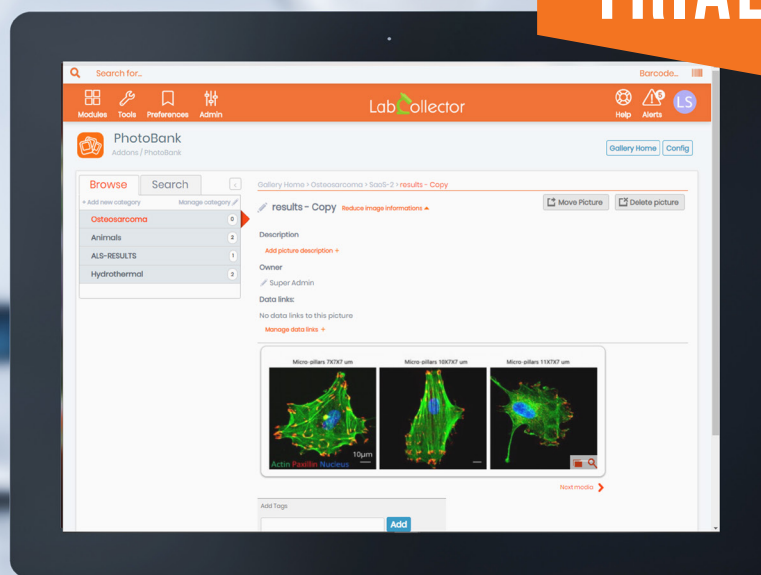 TRIAL
Search for...
Barcode...
Modules Tools Preferences Admin
LabCollector
Help Alerts
5
LS
PhotoBank
Addons / PhotoBank
Gallery Home Config
Browse Search
+ Add new category Manage category
Osteosarcoma 0
Animals 2
ALS-RESULTS 1
Hydrothermal 2
Gallery Home > Osteosarcoma > SaoS-2 > results - Copy
results - Copy Reduce image informations
Move Picture Delete picture
Description
Add picture description +
Owner
Super Admin
Data links:
No data links to this picture
Manage data links +
Micro-pillars 7X7X7 um Micro-pillars 10X7X7 um Micro-pillars 11X7X7 um
10µm
Actin Paxillin Nucleus
Next media
Add Tags
Add